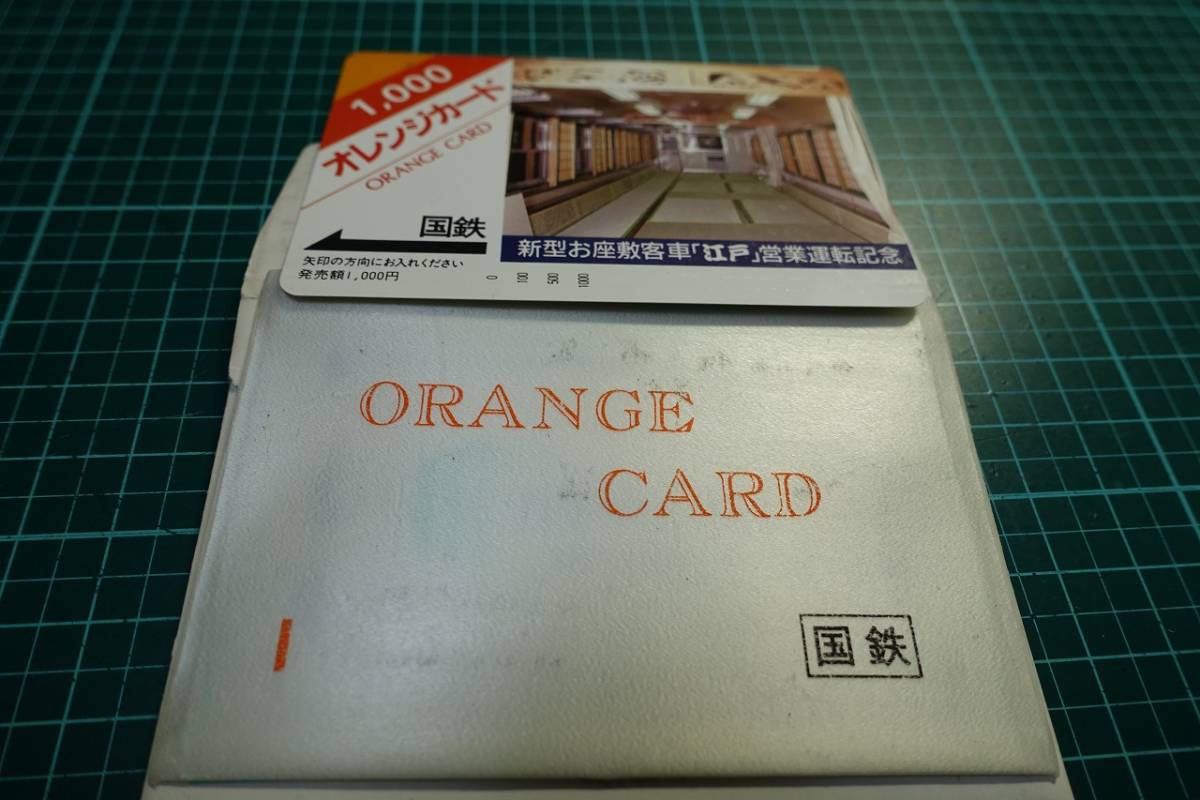 1,000
オレンジカード
ORANGE CARD
国鉄
矢印の方向にお入れください
発売額1,000円
0 100 500 1000
新型お座敷客車「江戸」営業運転記念
ORANGE
CARD
国鉄